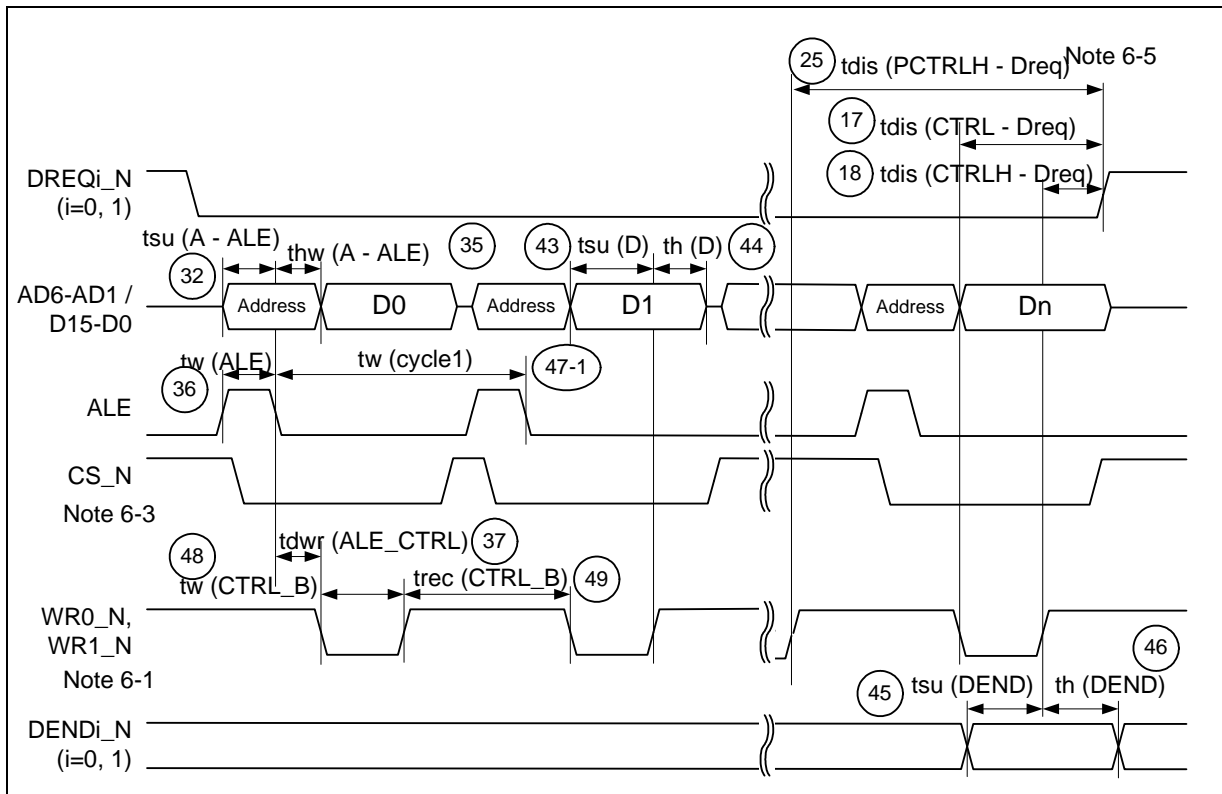 25 tdis (PCTRLH - Dreq) Note 6-5
17 tdis (CTRL - Dreq)
18 tdis (CTRLH - Dreq)
DREQi_N
(i=0, 1)
tsu (A - ALE)
32 thw (A - ALE) 35 43 tsu (D) th (D) 44
AD6-AD1 /
D15-D0
Address D0 Address D1 Address Dn
tw (ALE) tw (cycle1) 47-1
36
ALE
CS_N
Note 6-3
tdwr (ALE_CTRL) 37
48 tw (CTRL_B) trec (CTRL_B) 49
WR0_N,
WR1_N
Note 6-1
45 tsu (DEND) th (DEND) 46
DENDi_N
(i=0, 1)